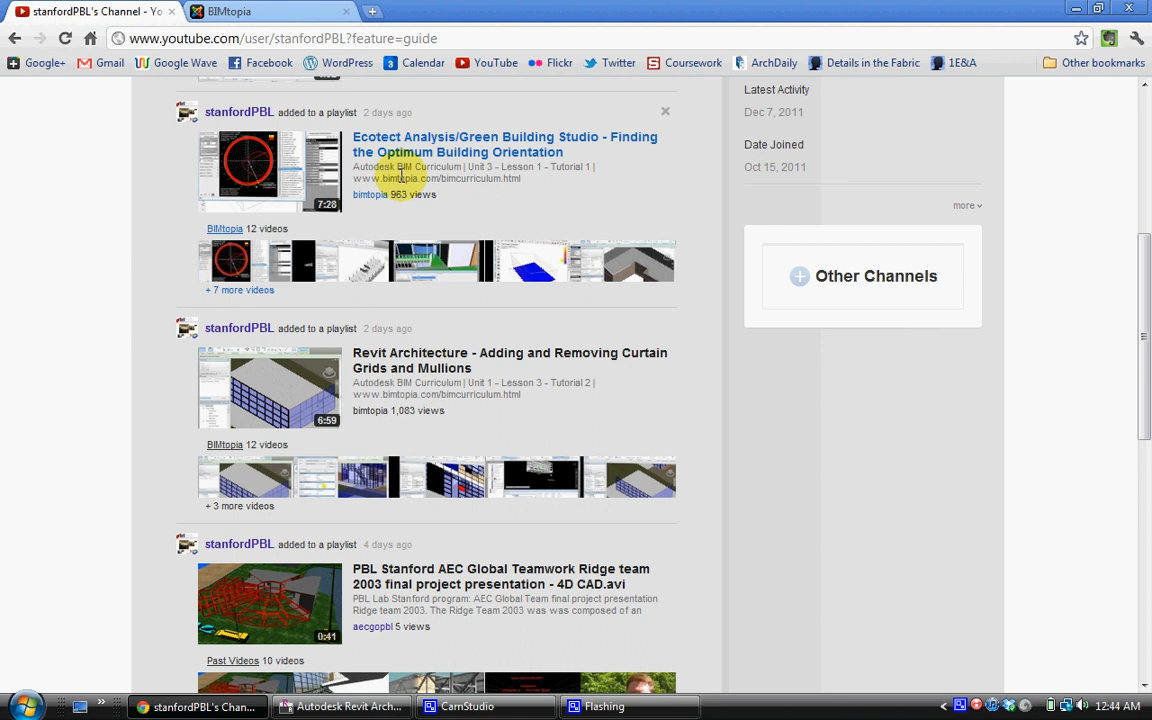 stanfordPBL's Channel - Yo
BIMtopia
www.youtube.com/user/stanfordPBL?feature=guide
Google+ Gmail Google Wave Facebook WordPress Calendar YouTube Flickr Twitter Coursework ArchDaily Details in the Fabric 1E&A Other bookmarks
stanfordPBL added to a playlist 2 days ago
Ecotect Analysis/Green Building Studio - Finding
the Optimum Building Orientation
Autodesk BIM Curriculum | Unit 3 - Lesson 1 - Tutorial 1 |
www.bimtopia.com/bimcurriculum.html
bimtopia 963 views
7:28
BIMtopia 12 videos
+ 7 more videos
stanfordPBL added to a playlist 2 days ago
Revit Architecture - Adding and Removing Curtain
Grids and Mullions
Autodesk BIM Curriculum | Unit 1 - Lesson 3 - Tutorial 2 |
www.bimtopia.com/bimcurriculum.html
bimtopia 1,083 views
6:59
BIMtopia 12 videos
+ 3 more videos
stanfordPBL added to a playlist 4 days ago
PBL Stanford AEC Global Teamwork Ridge team
2003 final project presentation - 4D CAD.avi
PBL Lab Stanford program: AEC Global Team final project presentation
Ridge team 2003. The Ridge Team 2003 was was composed of an
aecgopbl 5 views
0:41
Past Videos 10 videos
Latest Activity
Dec 7, 2011
Date Joined
Oct 15, 2011
more
Other Channels
stanfordPBL's Chan...
Autodesk Revit Arch...
CamStudio
Flashing
12:44 AM